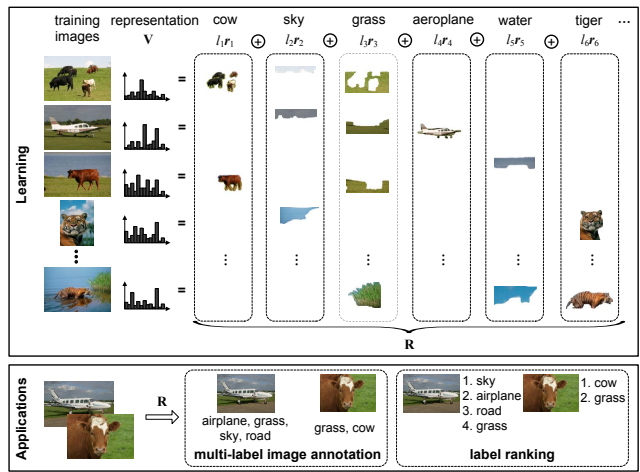 training images
representation V
cow sky grass aeroplane water tiger ...
l₁r₁ ⊕ l₂r₂ ⊕ l₃r₃ ⊕ l₄r₄ ⊕ l₅r₅ ⊕ l₆r₆
=
=
=
=
⋮ ⋮ ⋮ ⋮ ⋮ ⋮
=
R
Learning
Applications
R
airplane, grass,
sky, road
grass, cow
multi-label image annotation
1. sky
2. airplane
3. road
4. grass
1. cow
2. grass
label ranking